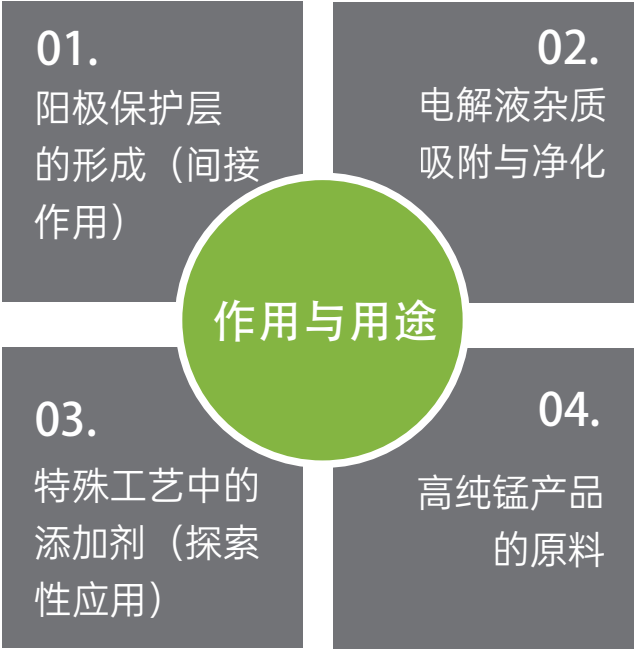 01.
阳极保护层
的形成（间接
作用）
02.
电解液杂质
吸附与净化
作用与用途
03.
特殊工艺中的
添加剂（探索
性应用）
04.
高纯锰产品
的原料